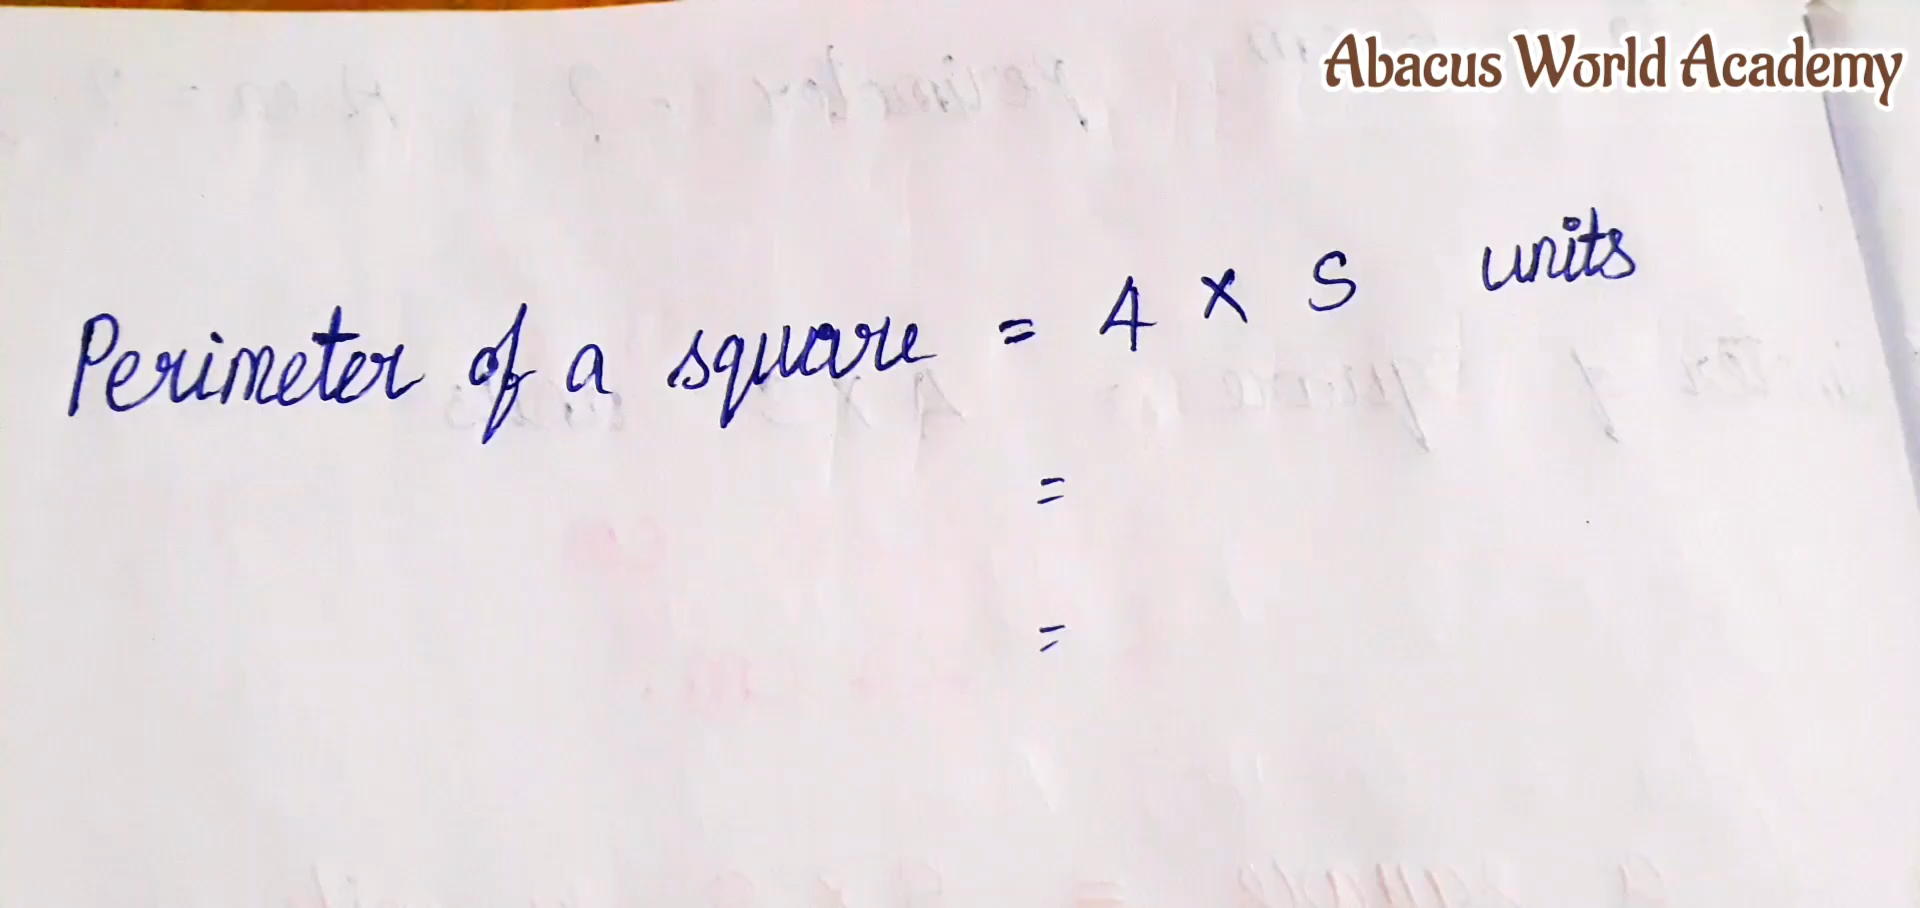 Abacus World Academy
Perimeter of a square = 4 × S units
=
=